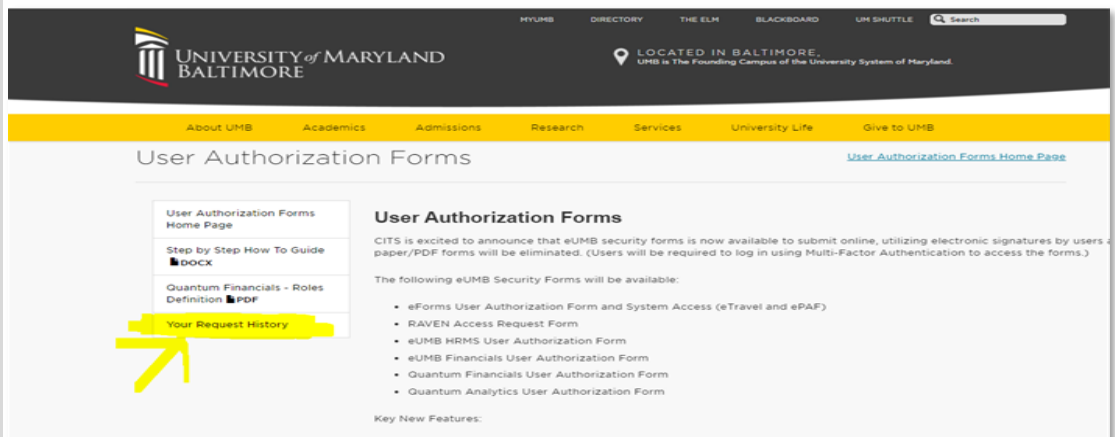 MYUMB DIRECTORY THE ELM BLACKBOARD UM SHUTTLE Search
UNIVERSITY of MARYLAND
BALTIMORE
LOCATED IN BALTIMORE,
UMB is The Founding Campus of the University System of Maryland.
About UMB Academics Admissions Research Services University Life Give to UMB
User Authorization Forms
User Authorization Forms Home Page
User Authorization Forms
Home Page
Step by Step How To Guide
DOCX
Quantum Financials - Roles
Definition PDF
Your Request History
User Authorization Forms
CITS is excited to announce that eUMB security forms is now available to submit online, utilizing electronic signatures by users
paper/PDF forms will be eliminated. (Users will be required to log in using Multi-Factor Authentication to access the forms.)
The following eUMB Security Forms will be available:
• eForms User Authorization Form and System Access (eTravel and ePAF)
• RAVEN Access Request Form
• eUMB HRMS User Authorization Form
• eUMB Financials User Authorization Form
• Quantum Financials User Authorization Form
• Quantum Analytics User Authorization Form
Key New Features: